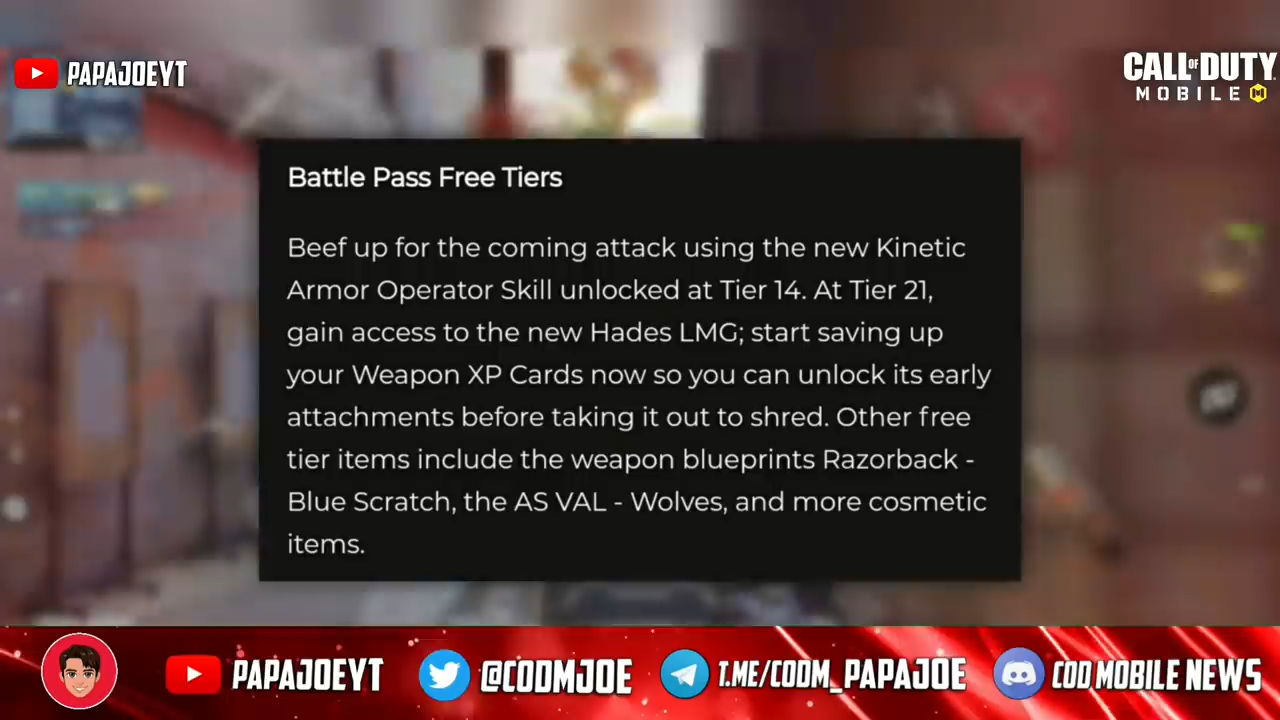 PAPAJOEYT
CALL OF DUTY
MOBILE
Battle Pass Free Tiers
Beef up for the coming attack using the new Kinetic
Armor Operator Skill unlocked at Tier 14. At Tier 21,
gain access to the new Hades LMG; start saving up
your Weapon XP Cards now so you can unlock its early
attachments before taking it out to shred. Other free
tier items include the weapon blueprints Razorback -
Blue Scratch, the AS VAL - Wolves, and more cosmetic
items.
PAPAJOEYT
@CODMJOE
T.ME/CODM_PAPAJOE
COD MOBILE NEWS